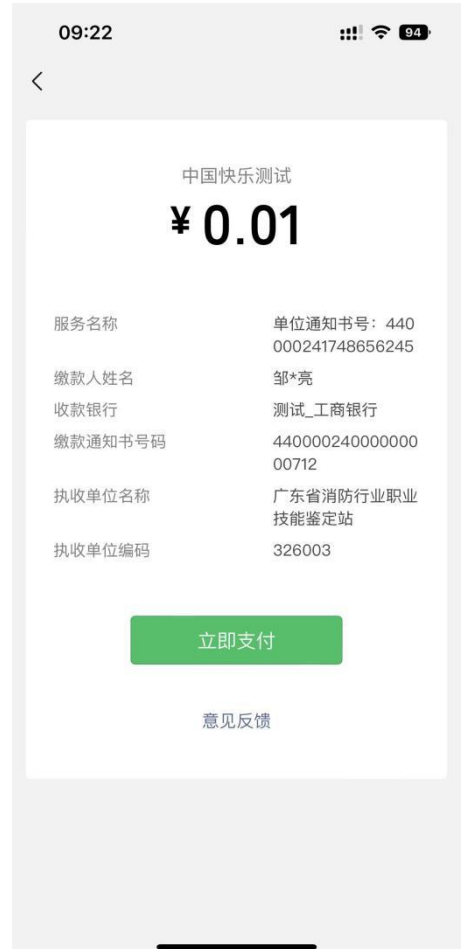 09:22
94
中国快乐测试
¥ 0.01
服务名称 单位通知书号：440
000241748656245
缴款人姓名 邹*亮
收款银行 测试_工商银行
缴款通知书号码 440000240000000
00712
执收单位名称 广东省消防行业职业
技能鉴定站
执收单位编码 326003
立即支付
意见反馈